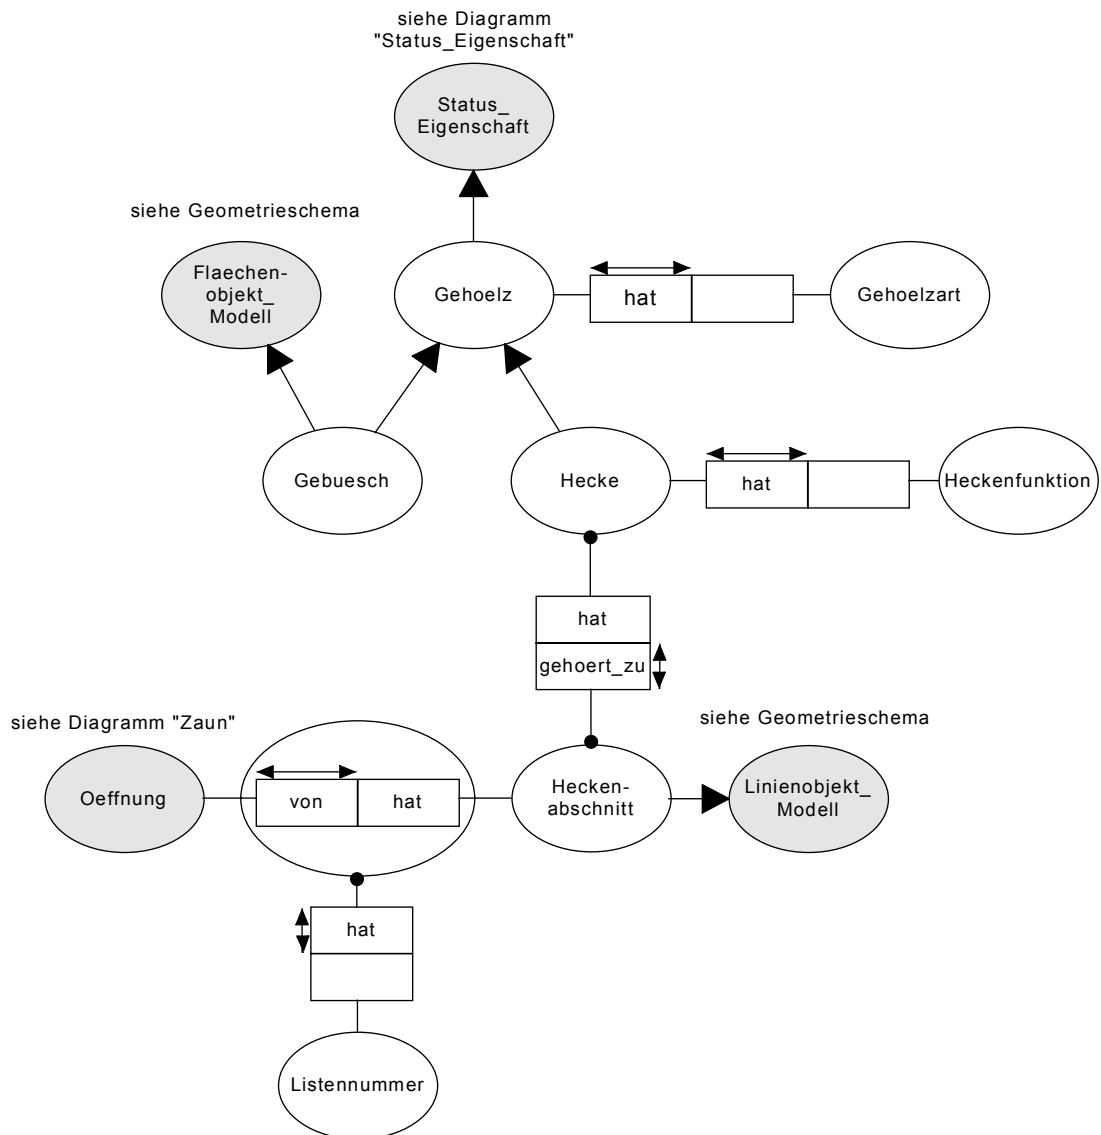 siehe Diagramm
"Status_Eigenschaft"
Status_
Eigenschaft
siehe Geometrieschema
Flaechen-
objekt_
Modell
Gehoelz
hat
Gehoelzart
Gebuesch
Hecke
hat
Heckenfunktion
hat
gehoert_zu
siehe Diagramm "Zaun"
siehe Geometrieschema
Oeffnung
von
hat
Hecken-
abschnitt
Linienobjekt_
Modell
hat
Listennummer